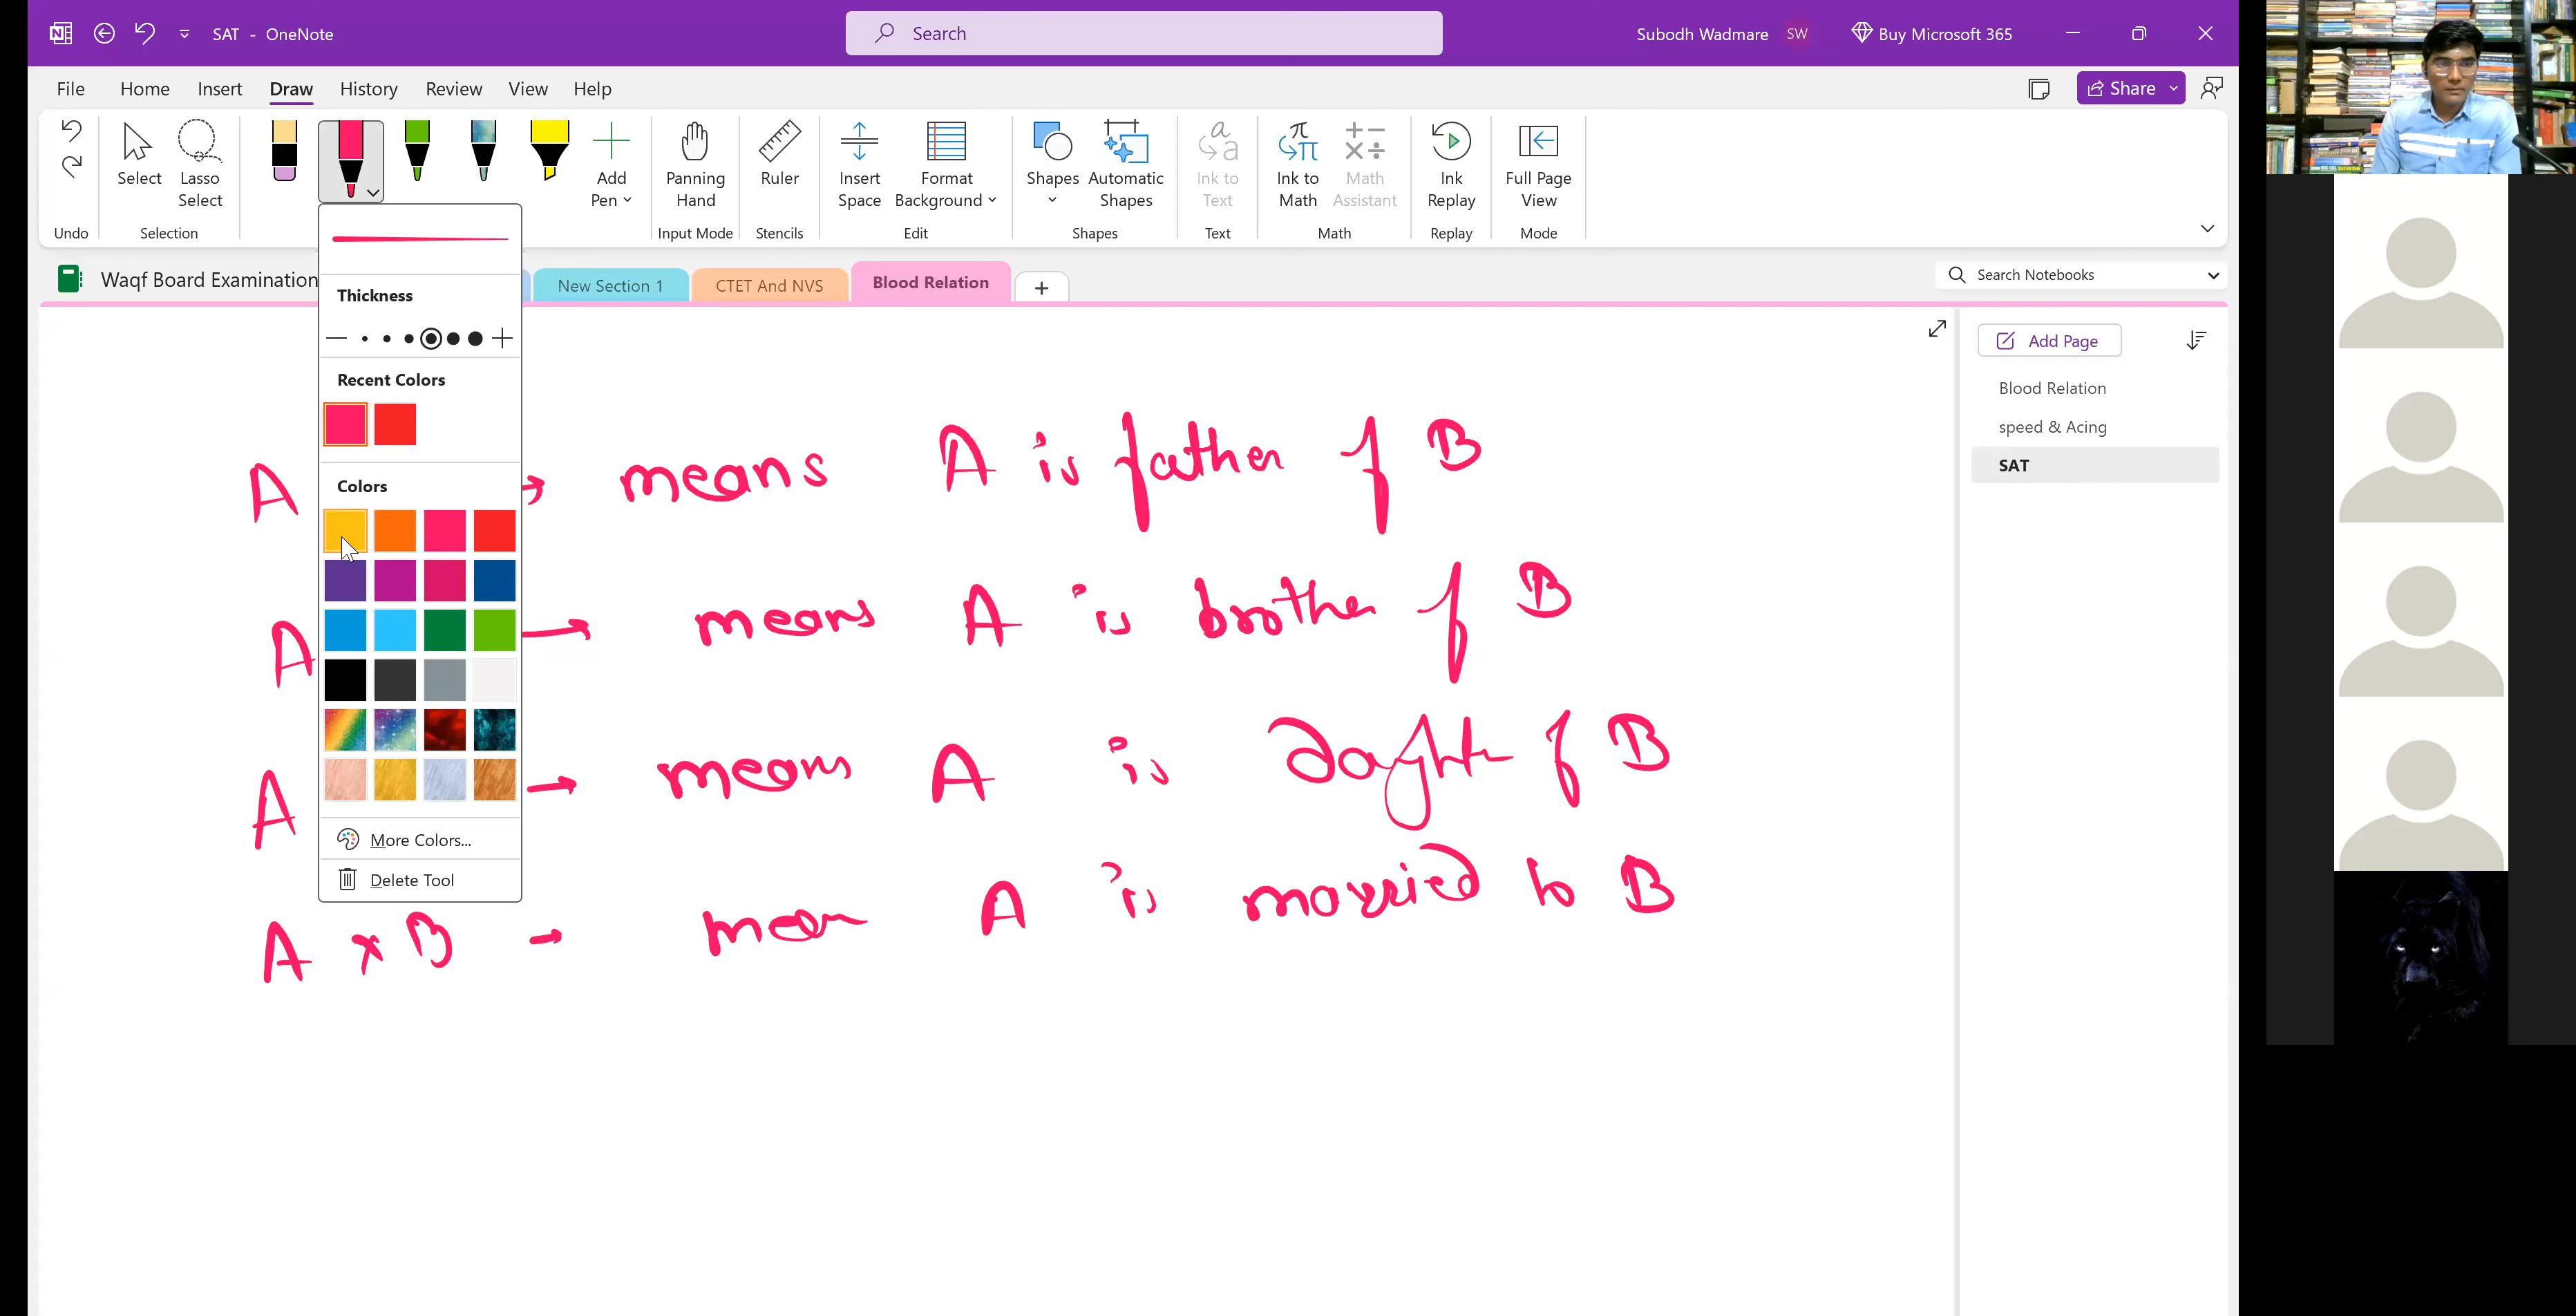 SAT - OneNote
Search
Subodh Wadmare SW
Buy Microsoft 365
File Home Insert Draw History Review View Help
Share
Select
Lasso Select
Add Pen
Panning Hand
Ruler
Insert Space
Format Background
Shapes
Automatic Shapes
Ink to Text
Ink to Math
Math Assistant
Ink Replay
Full Page View
Undo Selection Input Mode Stencils Edit Shapes Text Math Replay Mode
Waqf Board Examination New Section 1 CTET And NVS Blood Relation +
Search Notebooks
Thickness
Recent Colors
Colors
More Colors...
Delete Tool
Add Page
Blood Relation
speed & Acing
SAT
A → means A is father of B
A → means A is brother of B
A → means A is daughter of B
A × B → mean A is married to B